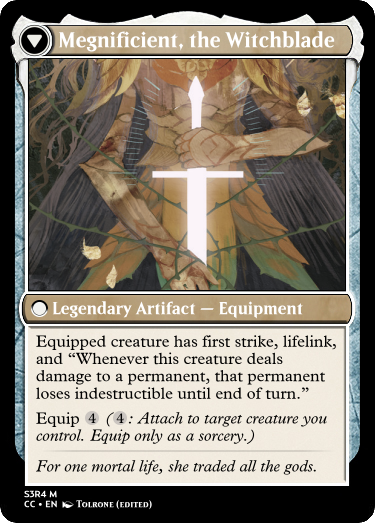 Megnificient, the Witchblade
Legendary Artifact — Equipment
Equipped creature has first strike, lifelink,
and “Whenever this creature deals
damage to a permanent, that permanent
loses indestructible until end of turn.”
Equip 4 (4: Attach to target creature you
control. Equip only as a sorcery.)
For one mortal life, she traded all the gods.
S3R4 M
CC • EN Tolrone (edited)